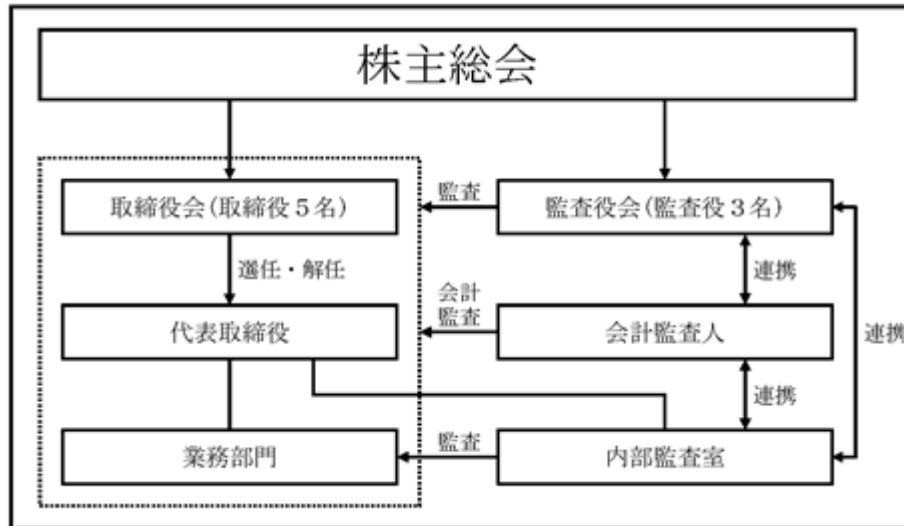 株主総会
取締役会(取締役5名)
監査
監査役会(監査役3名)
選任・解任
連携
会計
監査
代表取締役
会計監査人
連携
連携
業務部門
監査
内部監査室